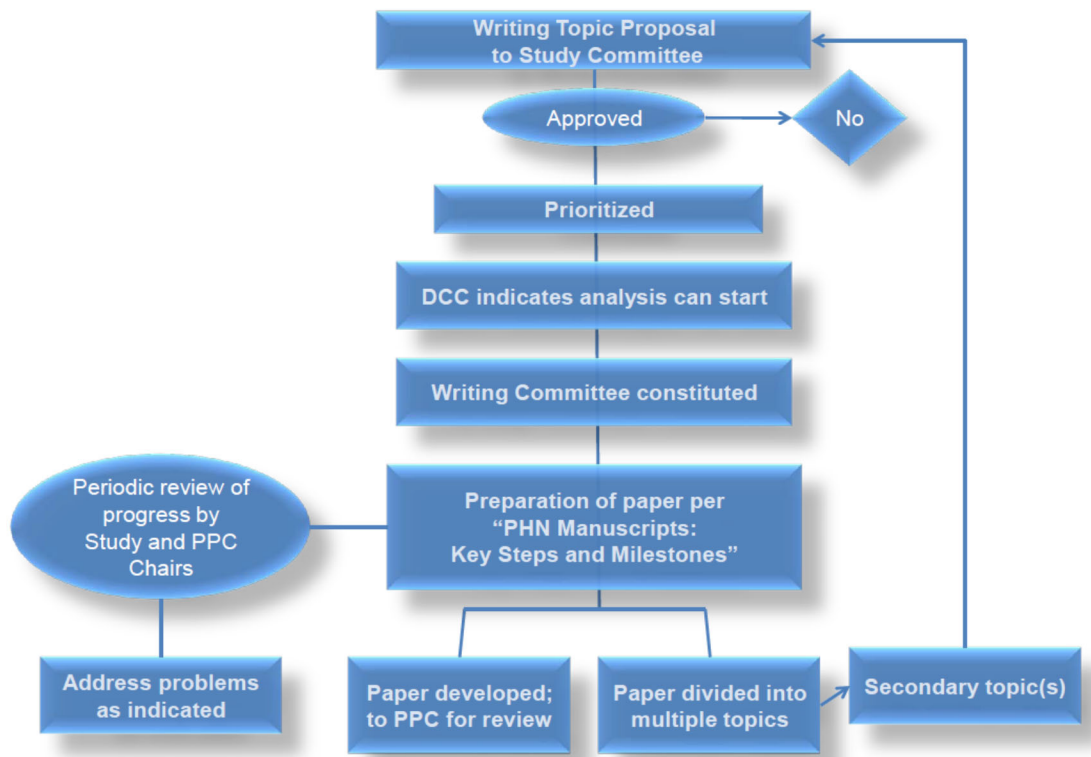 Writing Topic Proposal
to Study Committee
Approved
No
Prioritized
DCC indicates analysis can start
Writing Committee constituted
Periodic review of
progress by
Study and PPC
Chairs
Preparation of paper per
“PHN Manuscripts:
Key Steps and Milestones”
Address problems
as indicated
Paper developed;
to PPC for review
Paper divided into
multiple topics
Secondary topic(s)